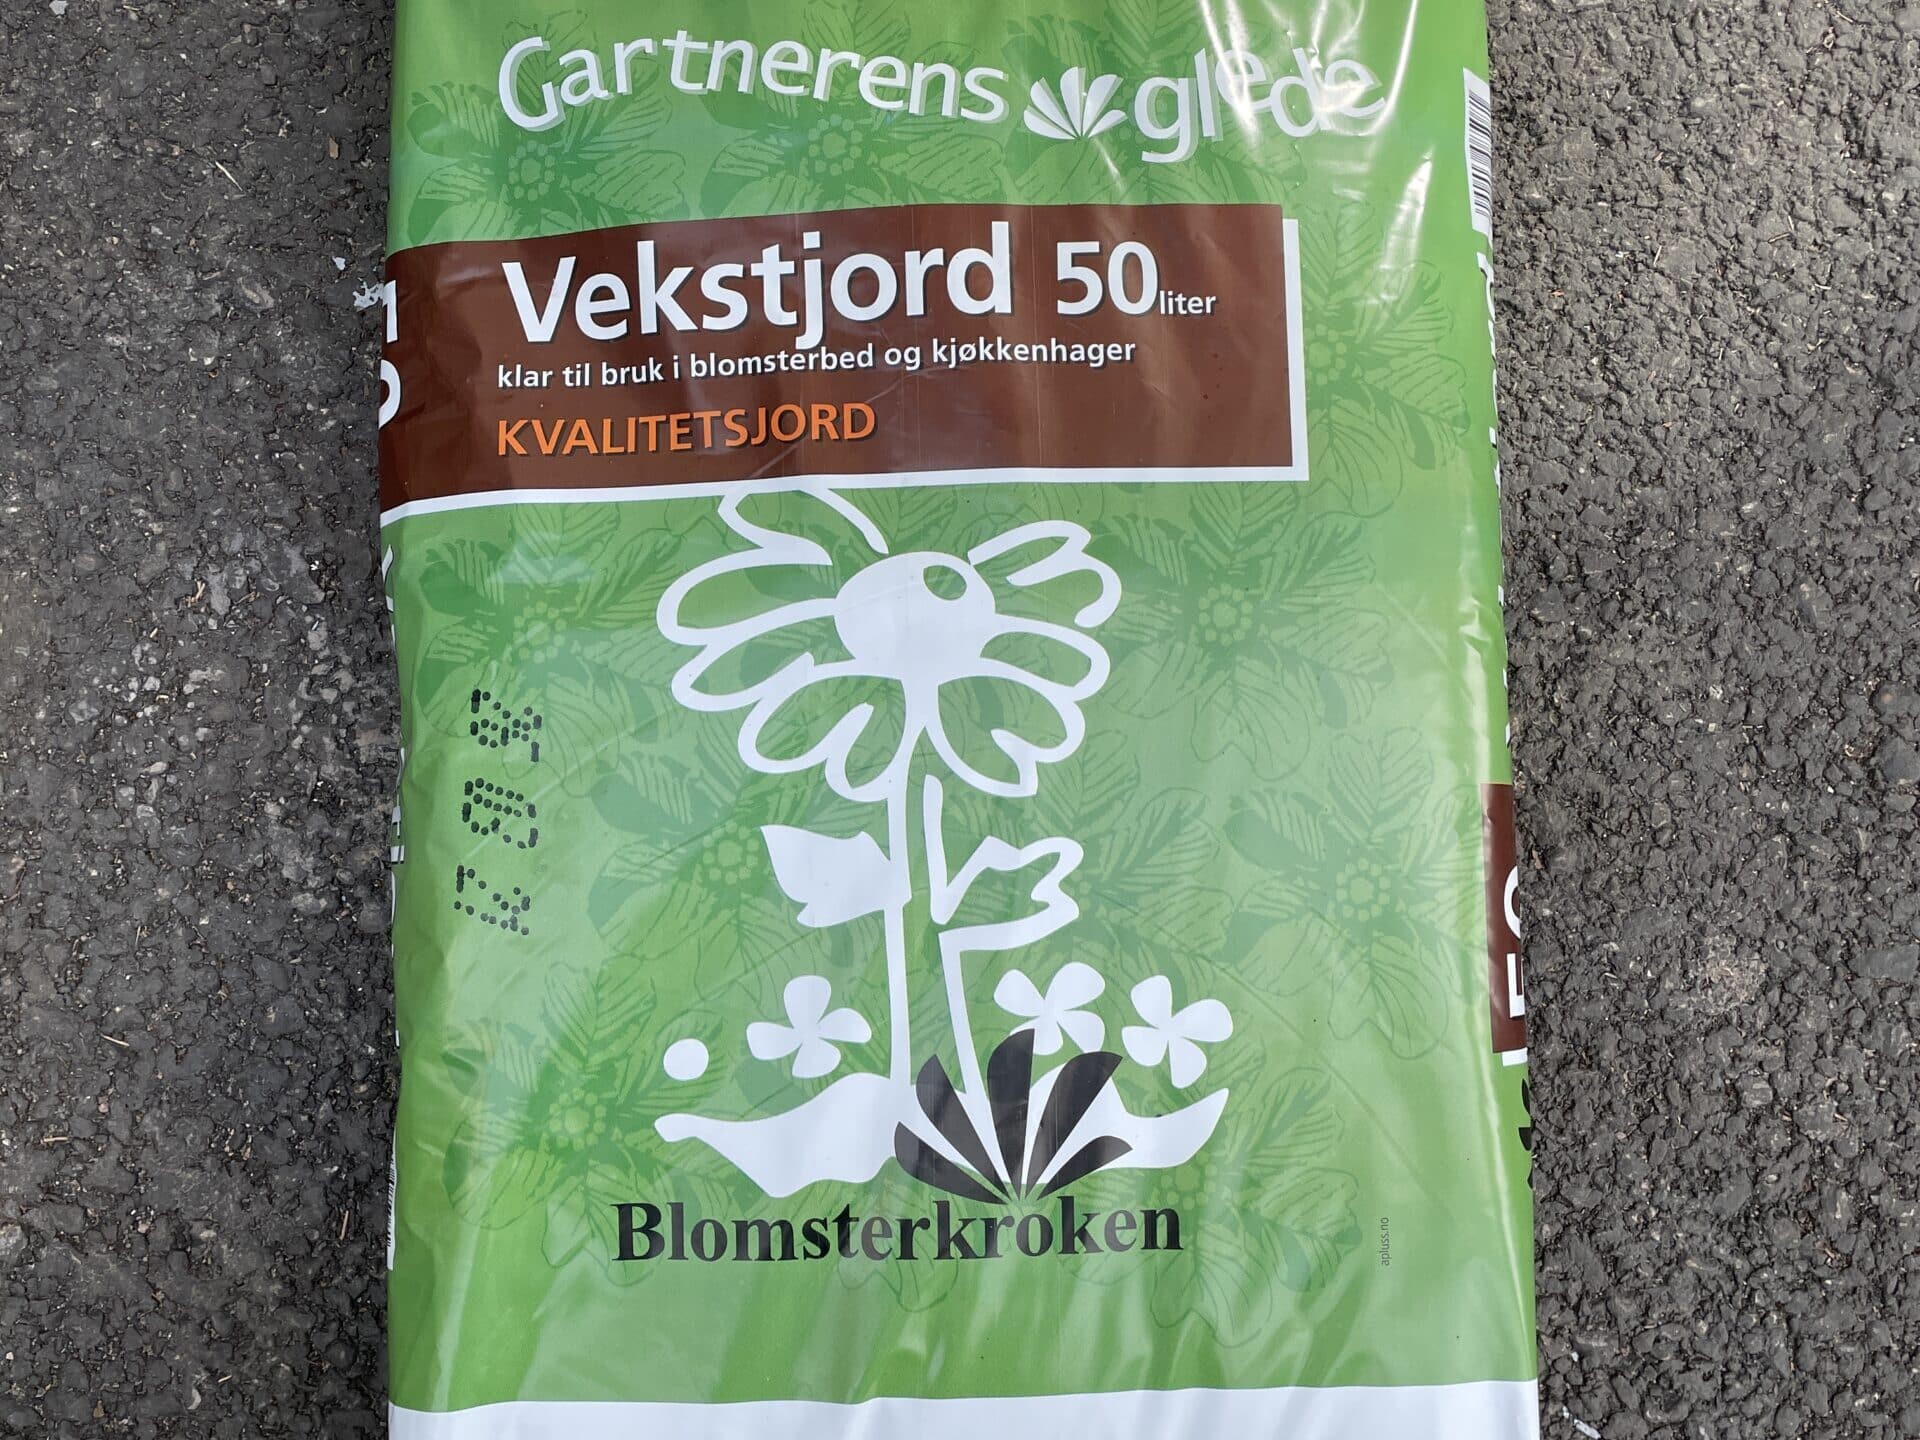 Gartnerens glede
Vekstjord 50 liter
klar til bruk i blomsterbed og kjøkkenhager
KVALITETSJORD
Blomsterkroken
apluss.no